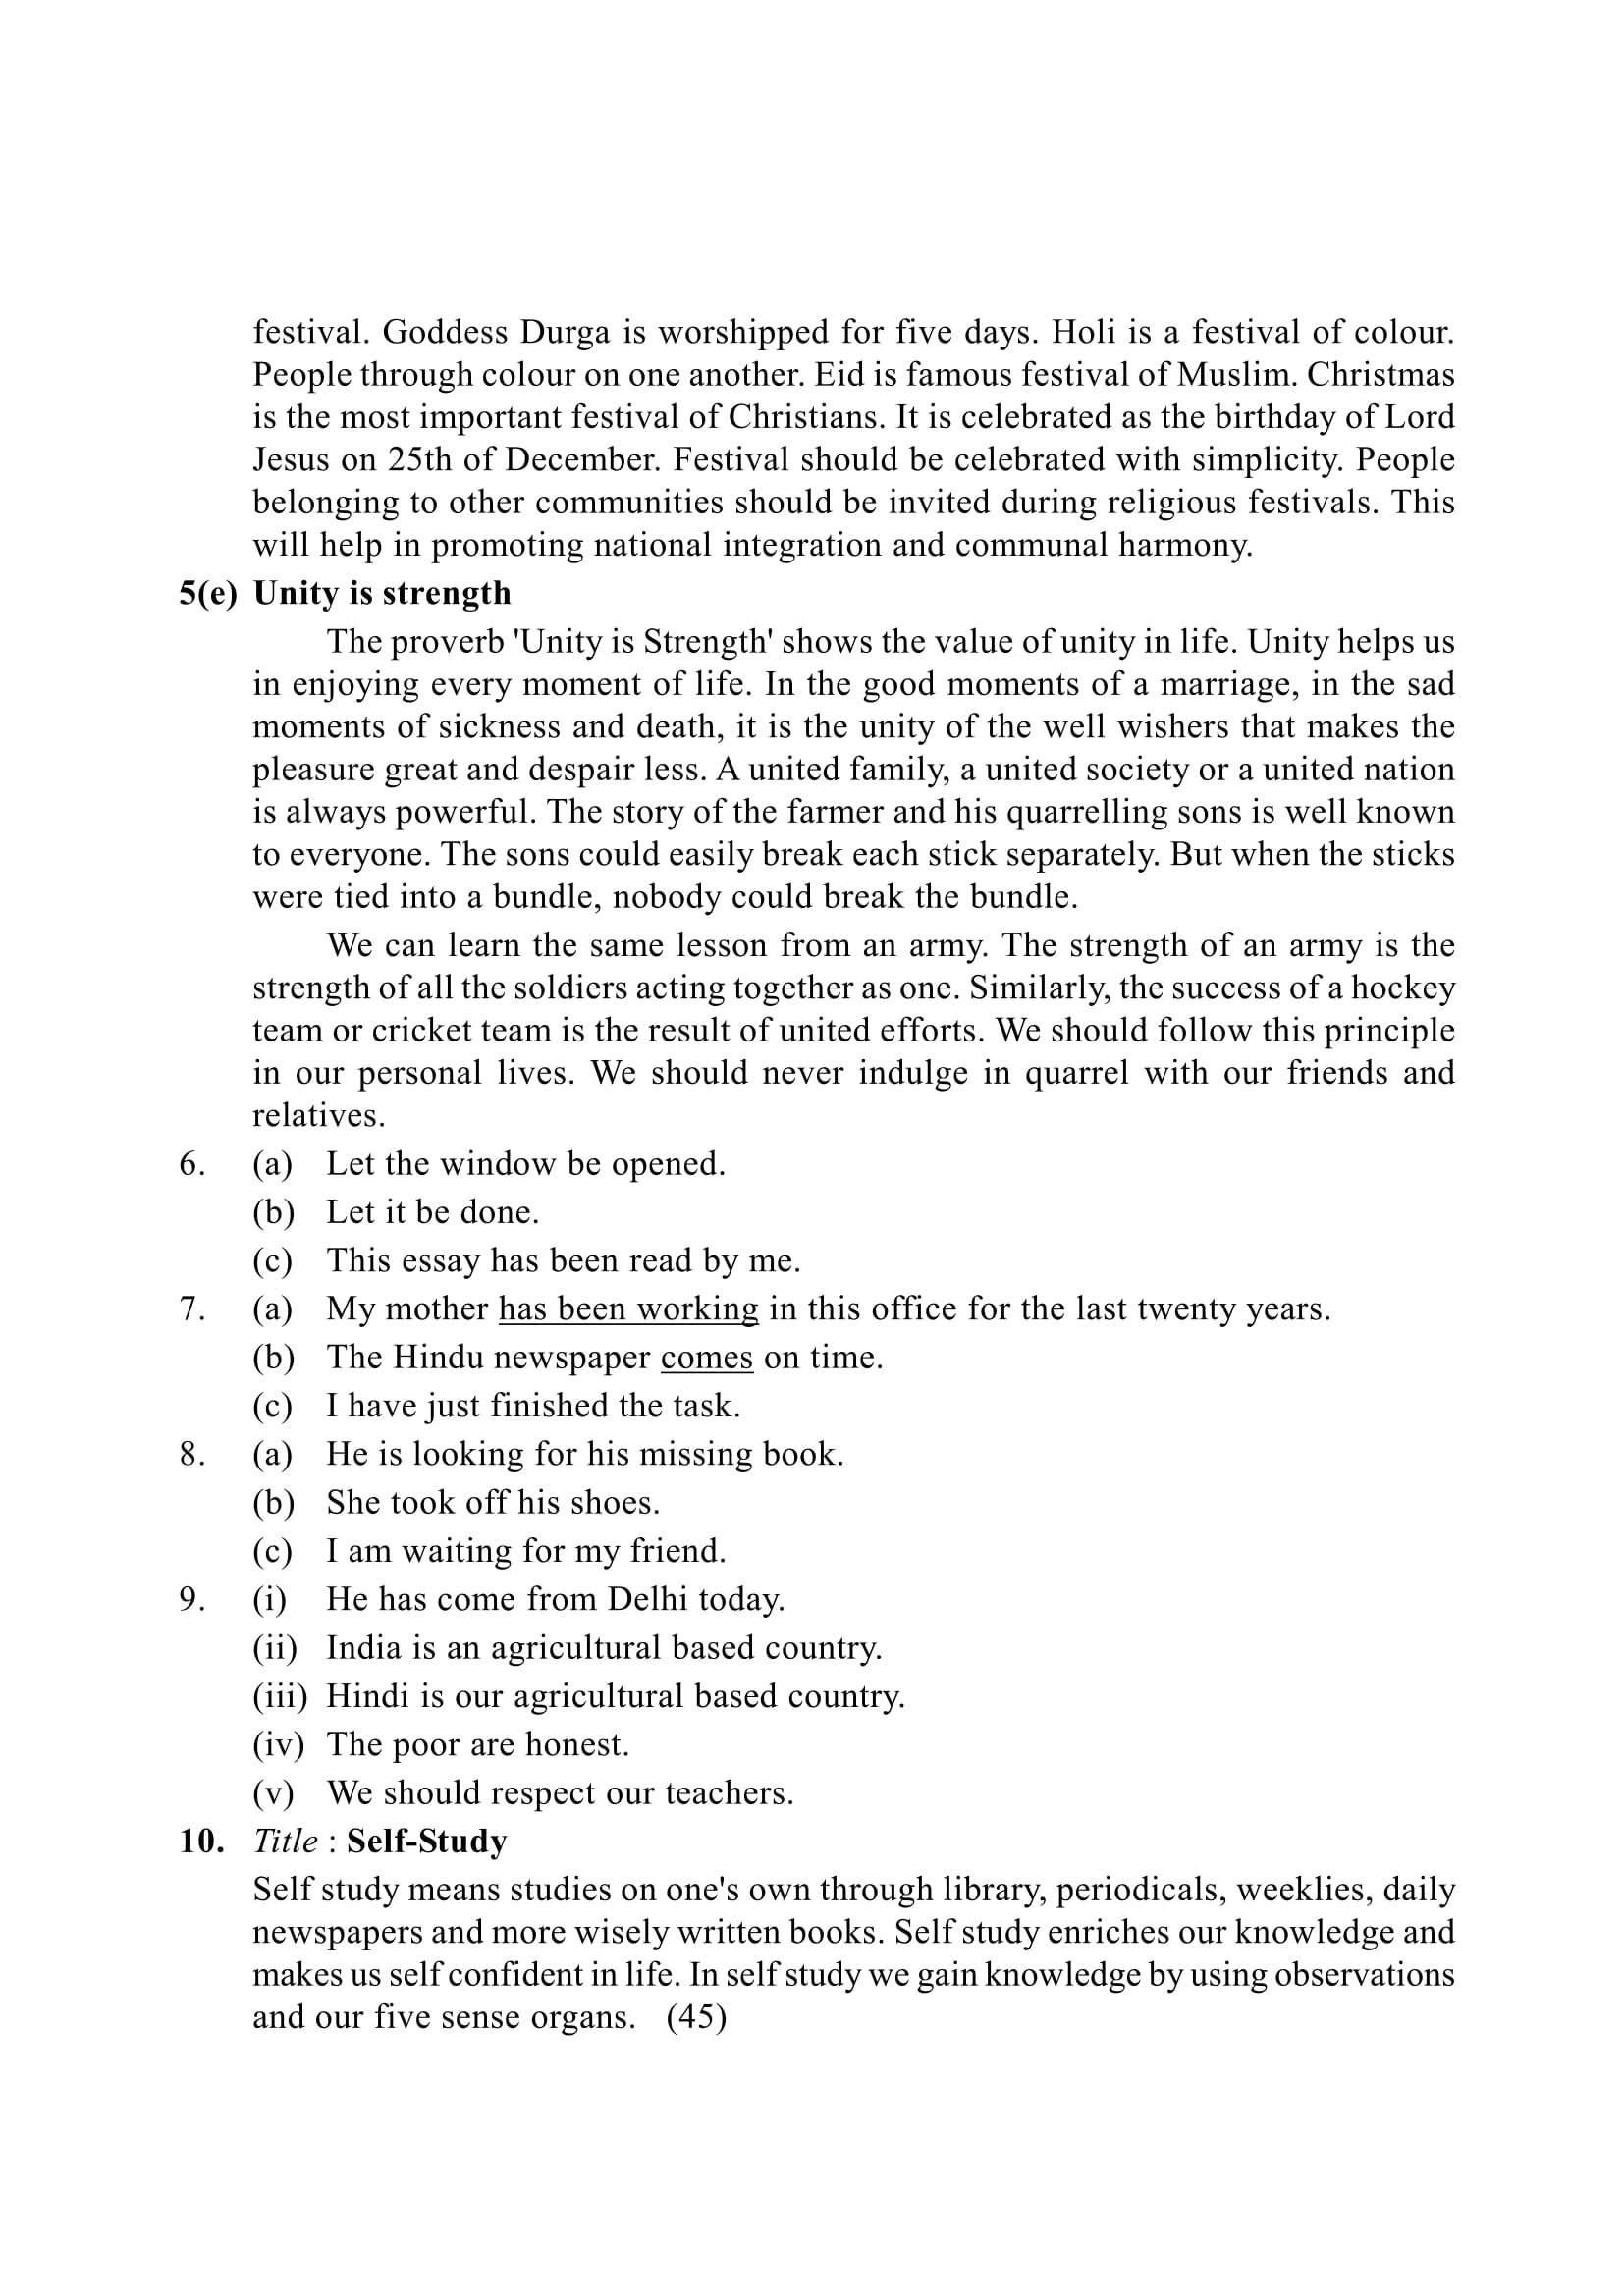 festival. Goddess Durga is worshipped for five days. Holi is a festival of colour.
People through colour on one another. Eid is famous festival of Muslim. Christmas
is the most important festival of Christians. It is celebrated as the birthday of Lord
Jesus on 25th of December. Festival should be celebrated with simplicity. People
belonging to other communities should be invited during religious festivals. This
will help in promoting national integration and communal harmony.
5(e) Unity is strength
The proverb 'Unity is Strength' shows the value of unity in life. Unity helps us
in enjoying every moment of life. In the good moments of a marriage, in the sad
moments of sickness and death, it is the unity of the well wishers that makes the
pleasure great and despair less. A united family, a united society or a united nation
is always powerful. The story of the farmer and his quarrelling sons is well known
to everyone. The sons could easily break each stick separately. But when the sticks
were tied into a bundle, nobody could break the bundle.
We can learn the same lesson from an army. The strength of an army is the
strength of all the soldiers acting together as one. Similarly, the success of a hockey
team or cricket team is the result of united efforts. We should follow this principle
in our personal lives. We should never indulge in quarrel with our friends and
relatives.
6. (a) Let the window be opened.
(b) Let it be done.
(c) This essay has been read by me.
7. (a) My mother has been working in this office for the last twenty years.
(b) The Hindu newspaper comes on time.
(c) I have just finished the task.
8. (a) He is looking for his missing book.
(b) She took off his shoes.
(c) I am waiting for my friend.
9. (i) He has come from Delhi today.
(ii) India is an agricultural based country.
(iii) Hindi is our agricultural based country.
(iv) The poor are honest.
(v) We should respect our teachers.
10. Title : Self-Study
Self study means studies on one's own through library, periodicals, weeklies, daily
newspapers and more wisely written books. Self study enriches our knowledge and
makes us self confident in life. In self study we gain knowledge by using observations
and our five sense organs. (45)